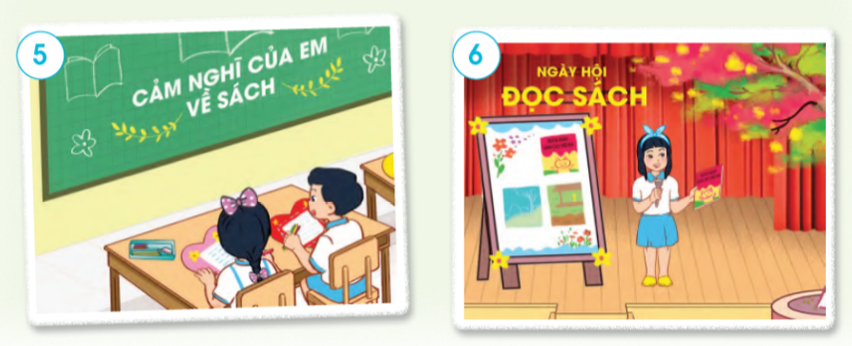 5
CẢM NGHĨ CỦA EM
VỀ SÁCH
6
NGÀY HỘI
ĐỌC SÁCH